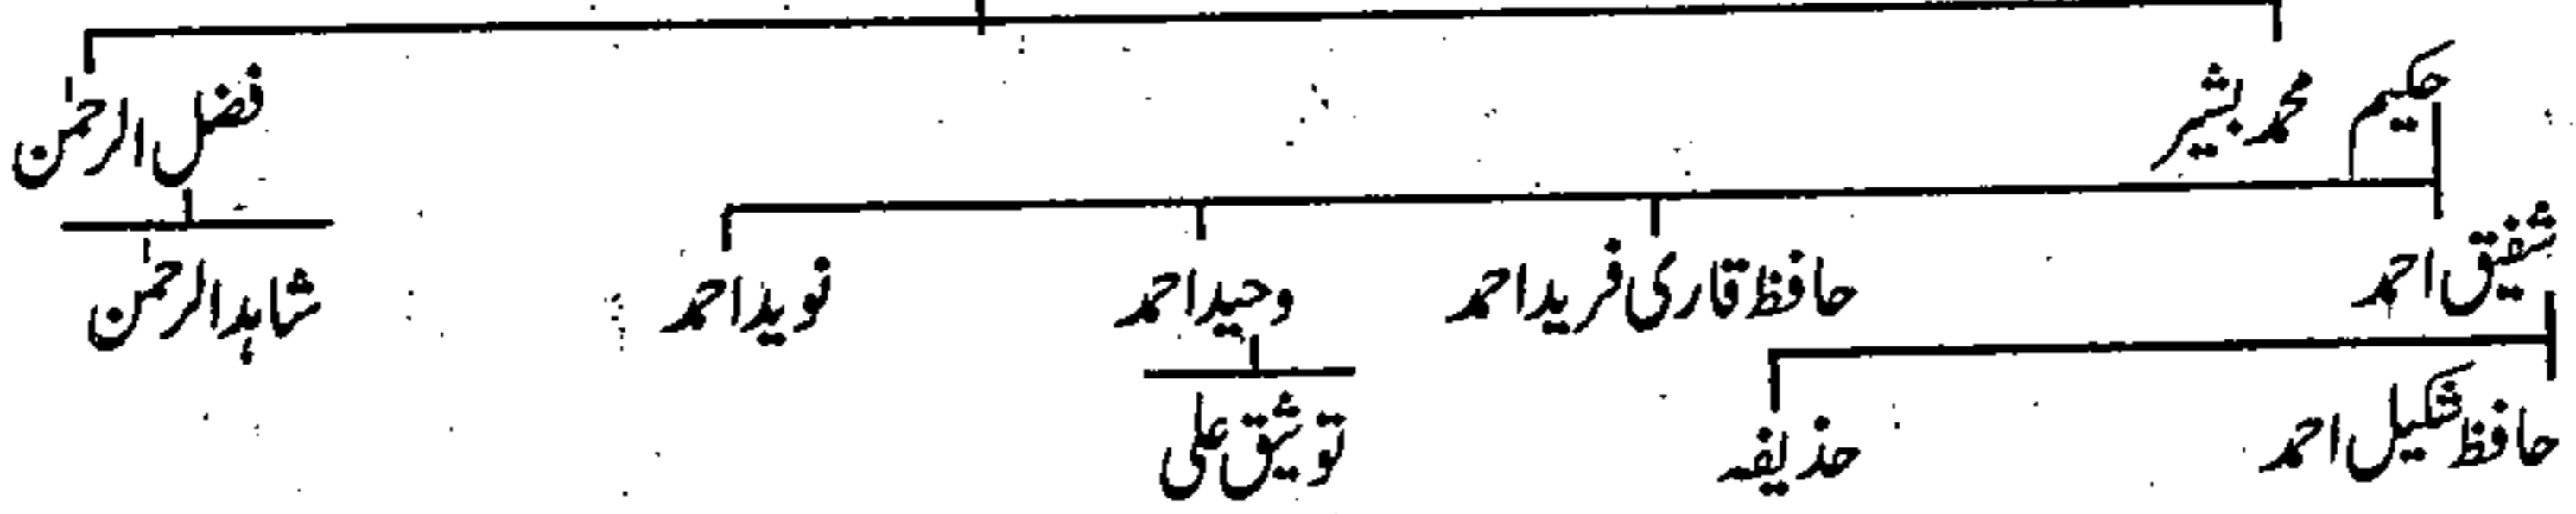 حکیم محمد بشیر فضل الرحمٰن
شفیق احمد حافظ قاری فرید احمد وحید احمد نوید احمد شاہد الرحمٰن
حافظ شکیل احمد حذیفہ توثیق علی